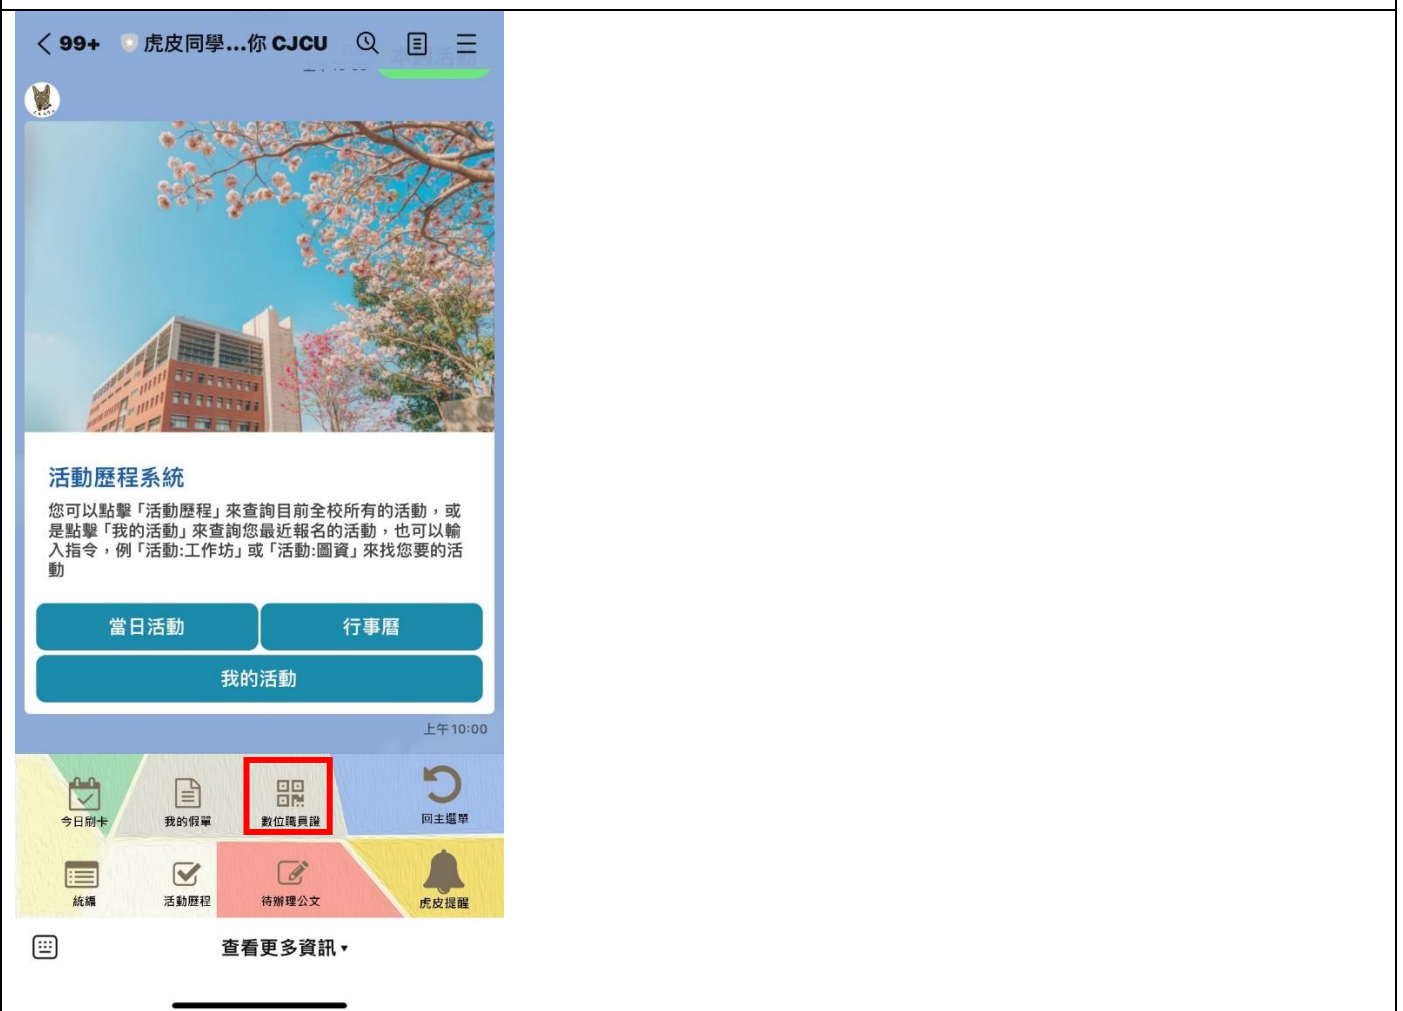 99+ 虎皮同學...你 CJCU
本週活動
活動歷程系統
您可以點擊「活動歷程」來查詢目前全校所有的活動，或
是點擊「我的活動」來查詢您最近報名的活動，也可以輸
入指令，例「活動:工作坊」或「活動:圖資」來找您要的活
動
當日活動 行事曆
我的活動
上午10:00
今日刷卡 我的假單 數位職員證 回主選單
統編 活動歷程 待辦理公文 虎皮提醒
查看更多資訊